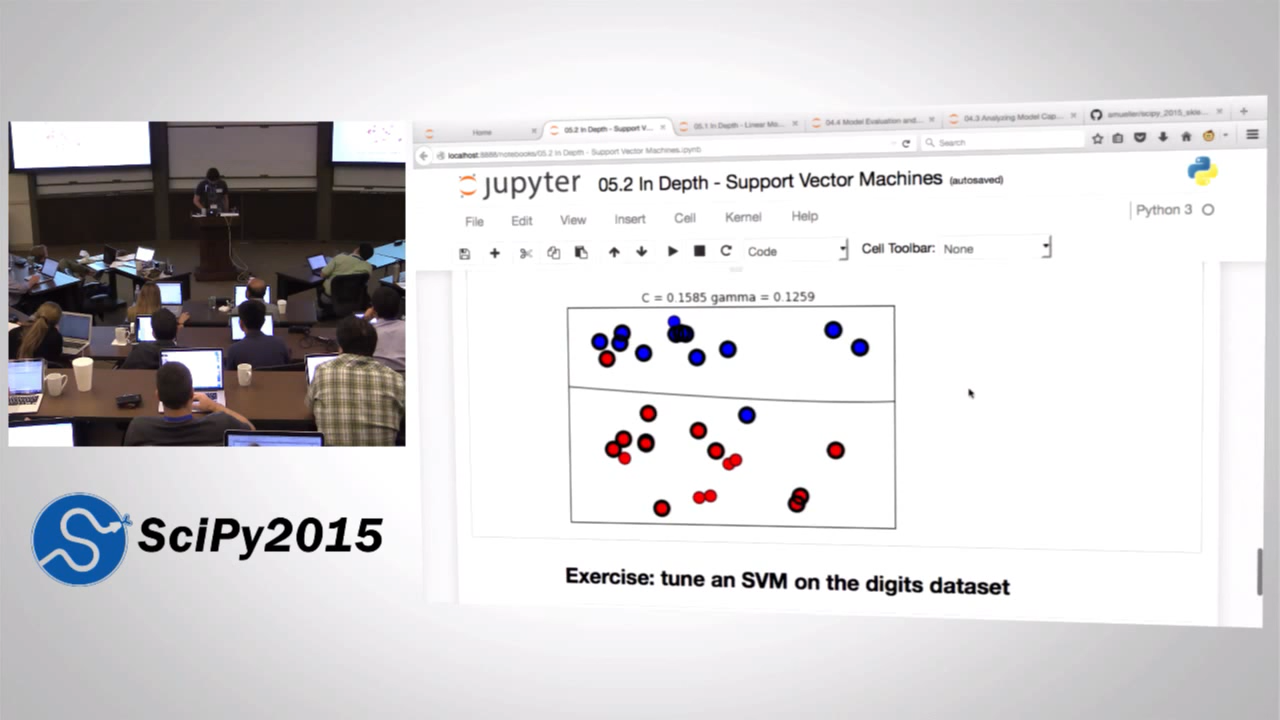 Home
05.2 In Depth - Support V...
05.1 In Depth - Linear Mo...
04.4 Model Evaluation and...
04.3 Analyzing Model Cap...
amueller/scipy_2015_skle...
localhost:8888/notebooks/05.2 In Depth - Support Vector Machines.ipynb
Search
jupyter 05.2 In Depth - Support Vector Machines (autosaved)
File Edit View Insert Cell Kernel Help
Python 3
Code
Cell Toolbar: None
C = 0.1585 gamma = 0.1259
Exercise: tune an SVM on the digits dataset
SciPy2015